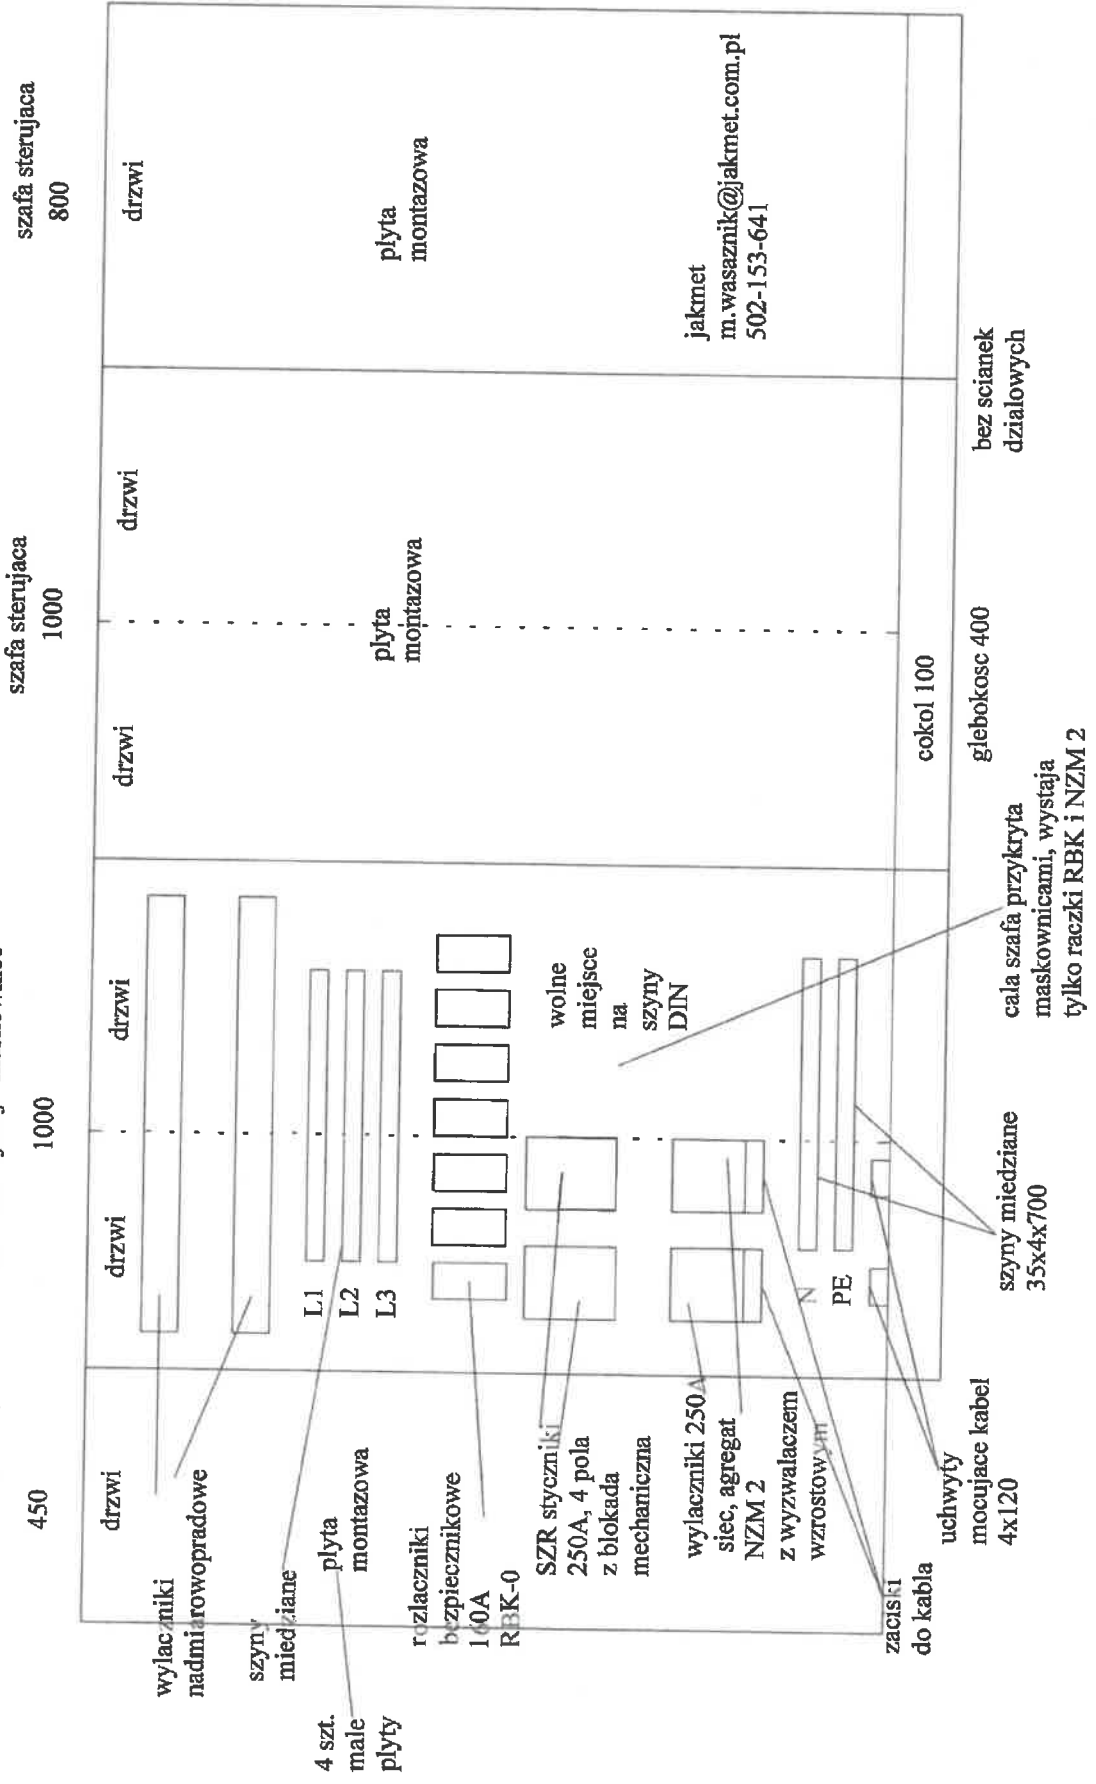 450
1000
szafa sterujaca
1000
szafa sterujaca
800
drzwi
drzwi
drzwi
drzwi
drzwi
drzwi
wylaczniki
nadmiarowopradowe
szyny
miedziane
4 szt.
male
plyty
plyta
montazowa
L1
L2
L3
plyta
montazowa
plyta
montazowa
rozlaczniki
bezpiecznikowe
160A
RBK-0
SZR styczniki
250A, 4 pola
z blokada
mechaniczna
wolne
miejsce
na
szyny
DIN
wylaczniki 250A
siec, agregat
NZM 2
z wyzwalaczem
wzrostowym
jakmet
m.wasaznik@jakmet.com.pl
502-153-641
N
PE
zaciski
do kabla
uchwyty
mocujace kabel
4x120
szyny miedziane
35x4x700
cala szafa przykryta
maskownicami, wystaja
tylko raczki RBK i NZM 2
cokol 100
glebokosc 400
bez scianek
dzialowych